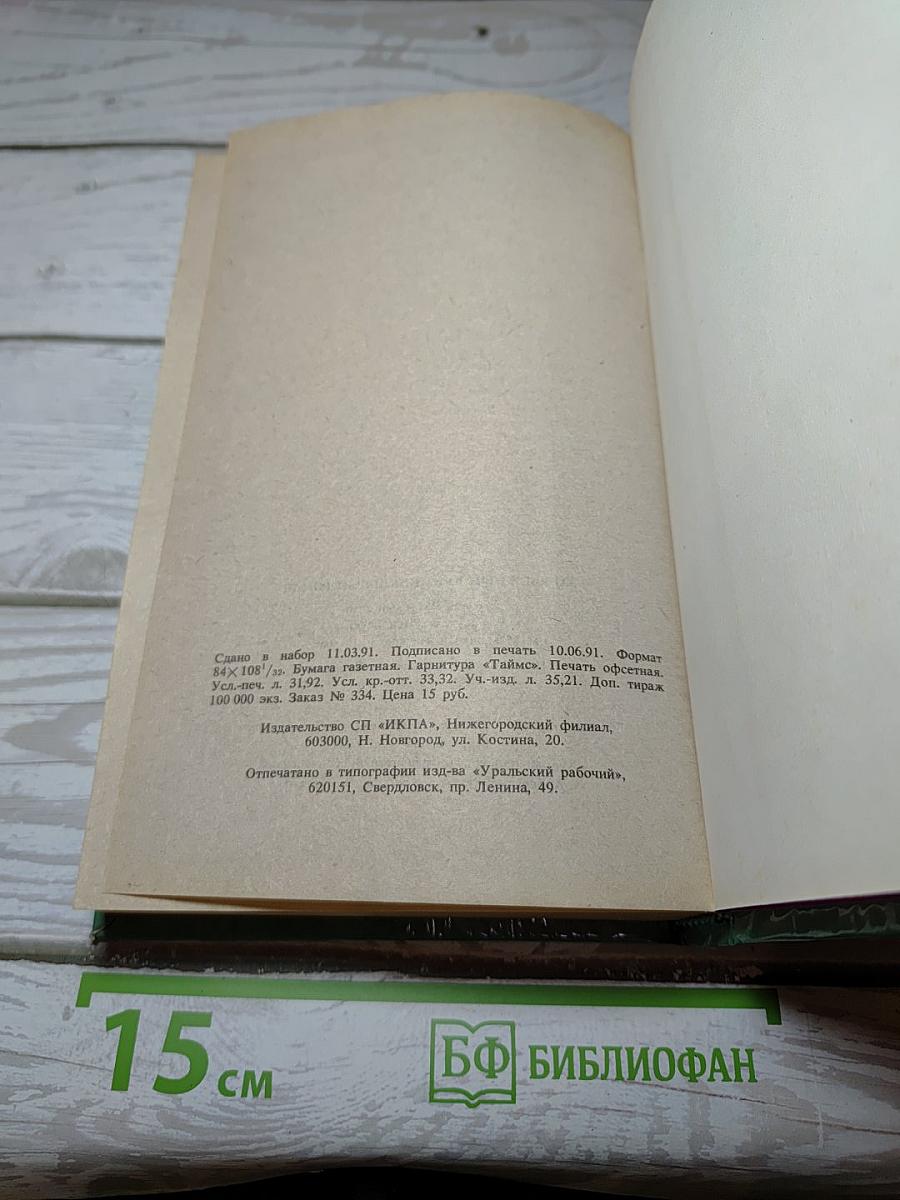 Сдано в набор 11.03.91. Подписано в печать 10.06.91. Формат
84×108¹/₃₂. Бумага газетная. Гарнитура «Таймс». Печать офсетная.
Усл.-печ. л. 31,92. Усл. кр.-отт. 33,32. Уч.-изд. л. 35,21. Доп. тираж
100 000 экз. Заказ № 334. Цена 15 руб.
Издательство СП «ИКПА», Нижегородский филиал,
603000, Н. Новгород, ул. Костина, 20.
Отпечатано в типографии изд-ва «Уральский рабочий»,
620151, Свердловск, пр. Ленина, 49.
15 см
БФ БИБЛИОФАН